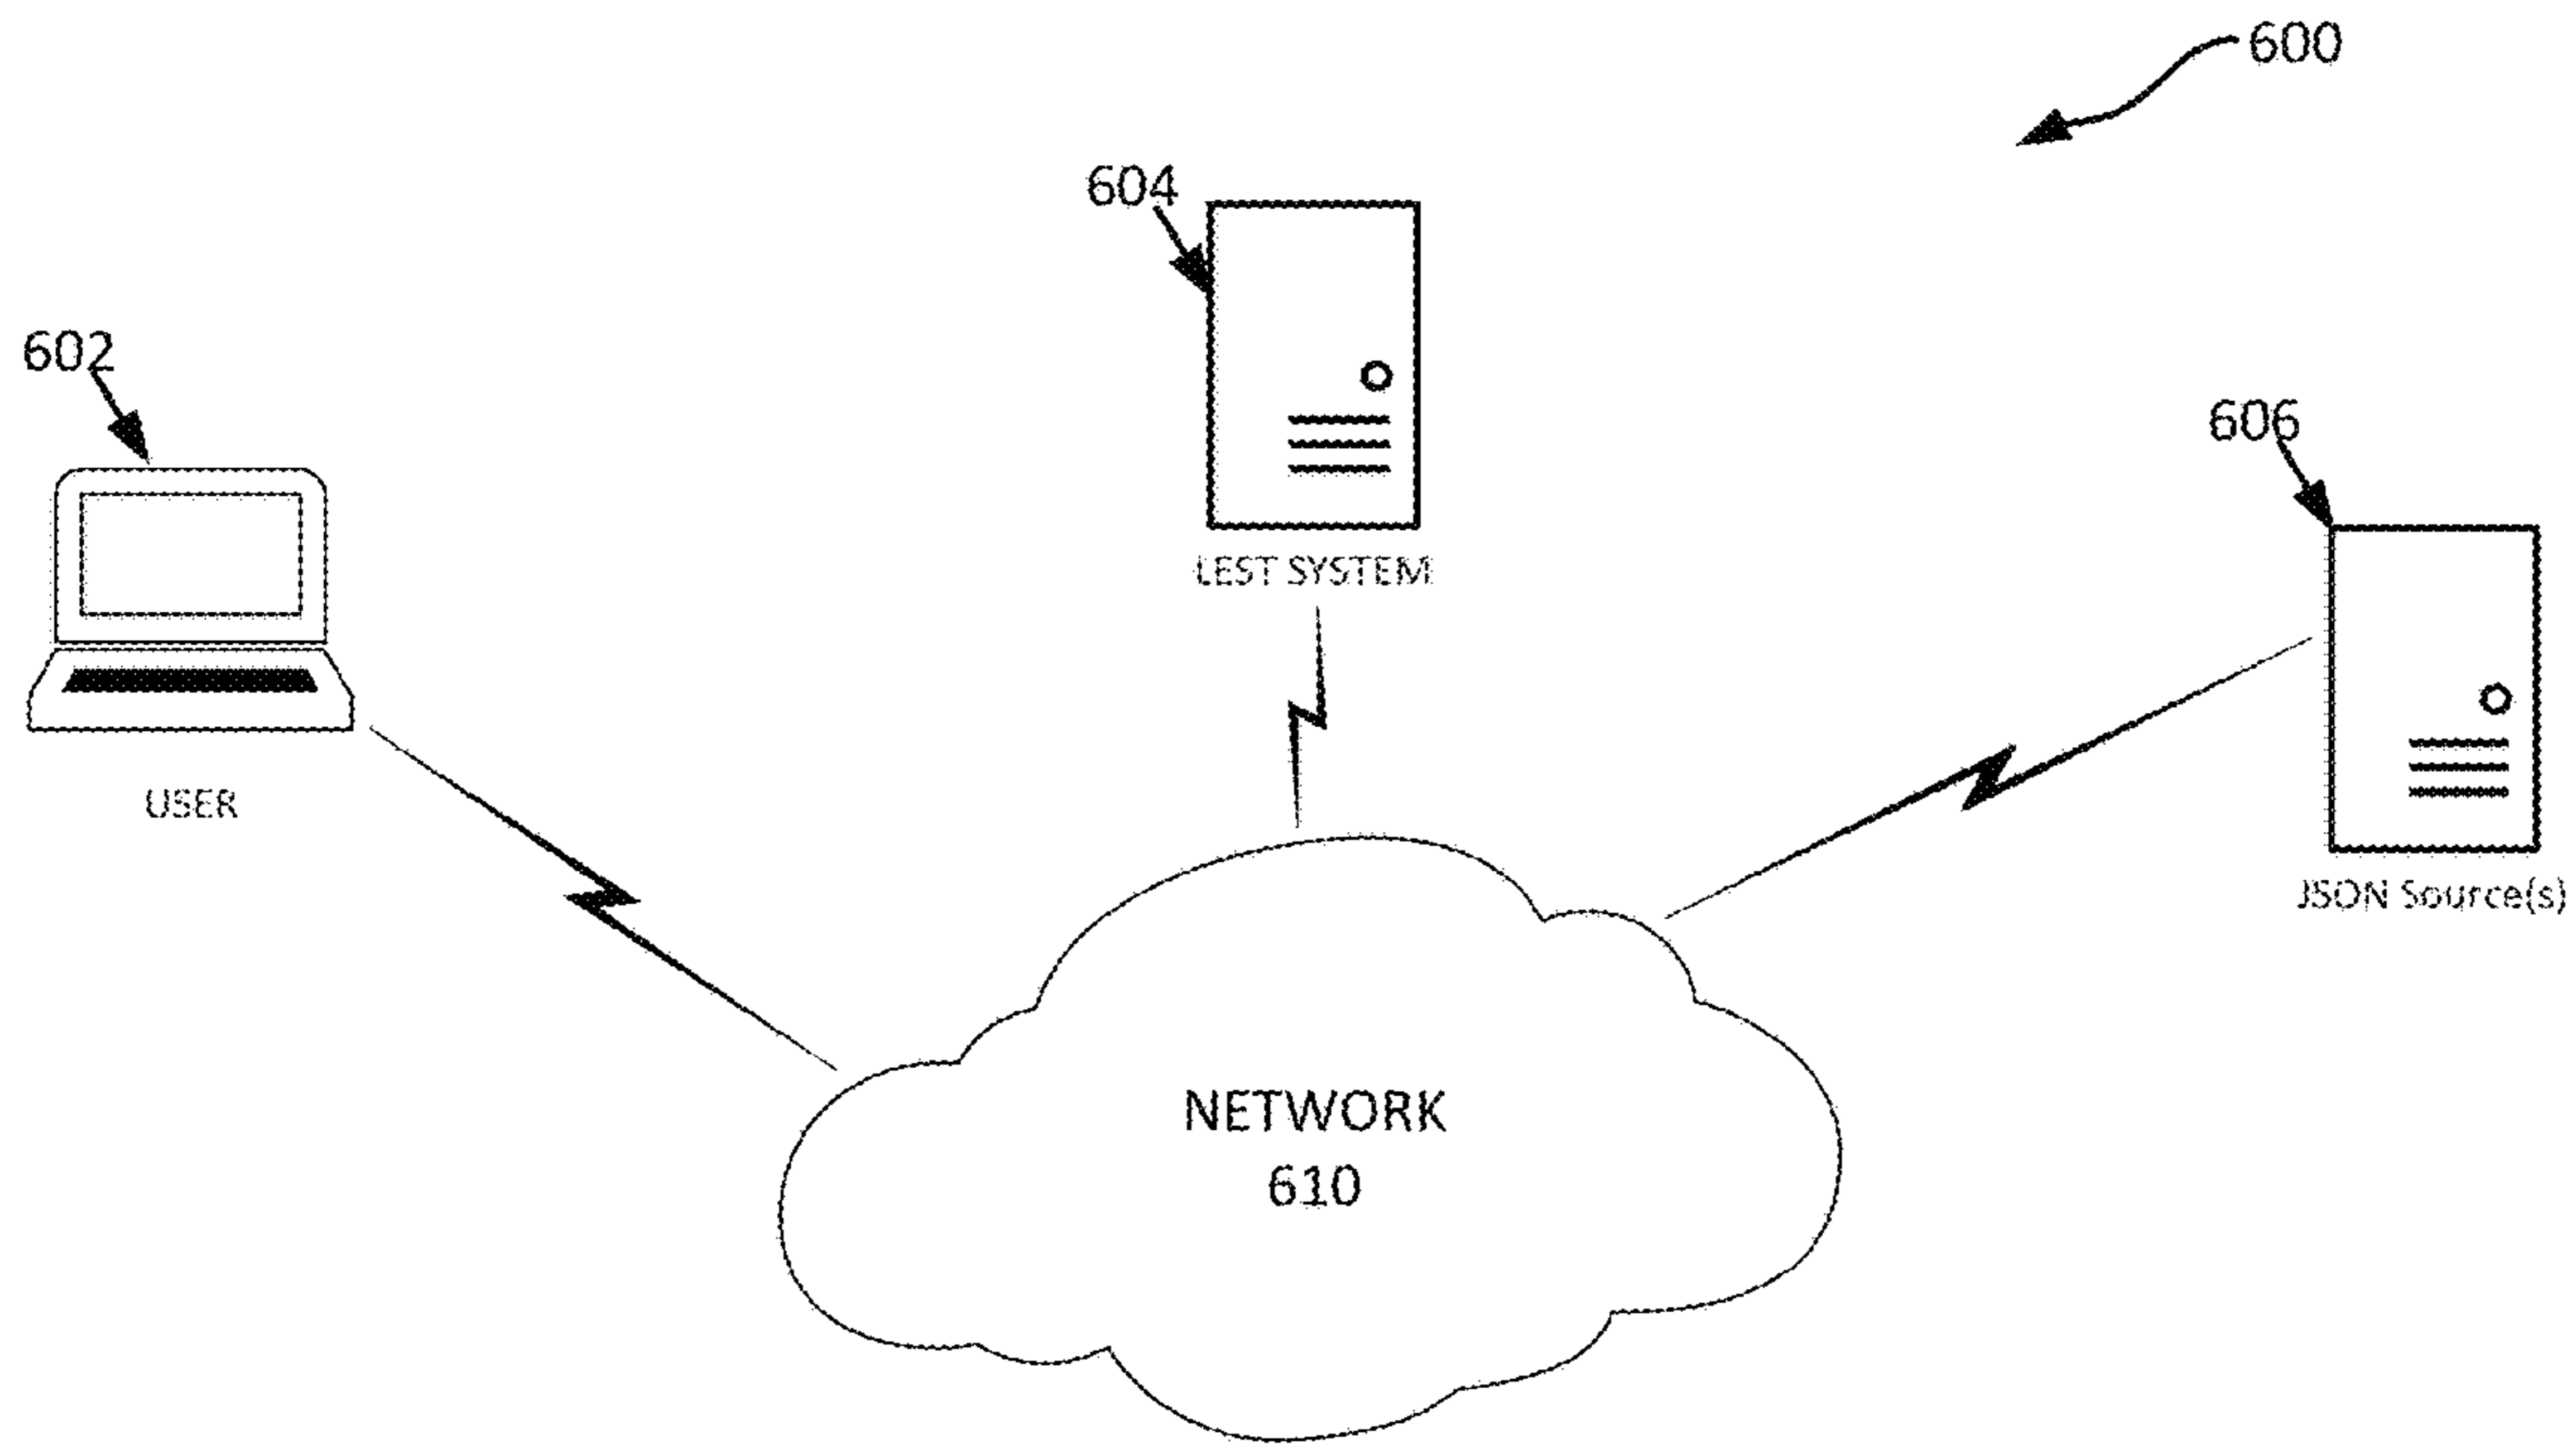 600
604
602
606
LEST SYSTEM
USER
JSON Source(s)
NETWORK
610